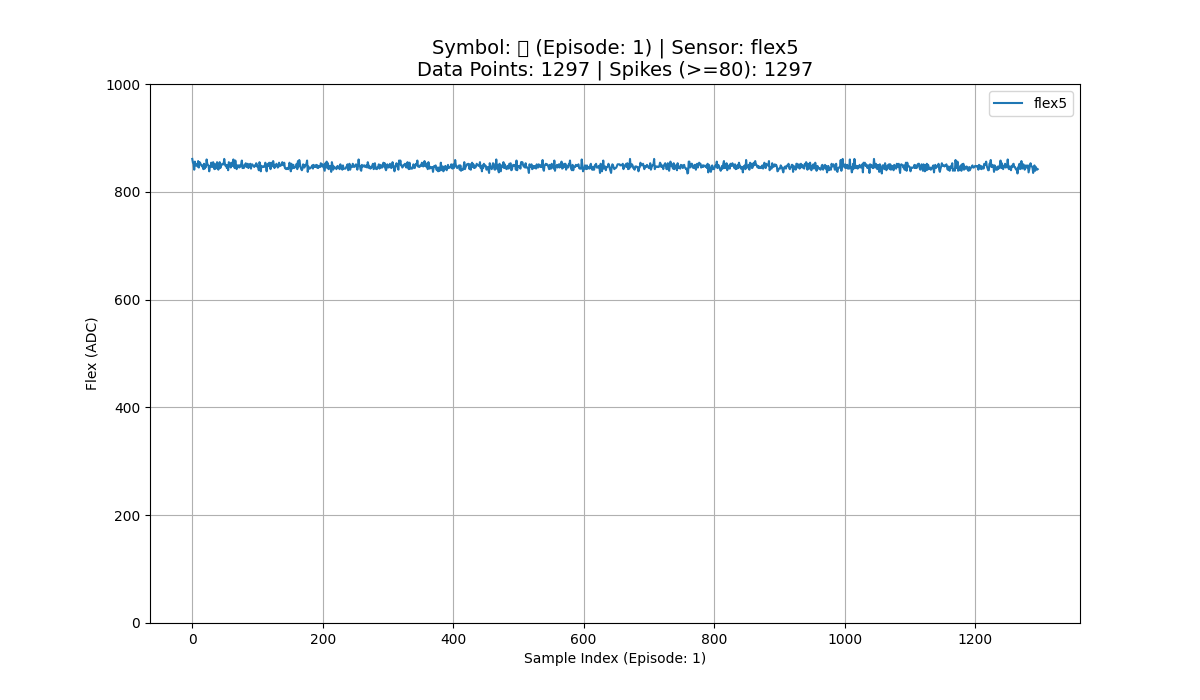 Symbol: (Episode: 1) | Sensor: flex5
Data Points: 1297 | Spikes (>=80): 1297
flex5
1000
800
600
400
200
0
Flex (ADC)
0 200 400 600 800 1000 1200
Sample Index (Episode: 1)